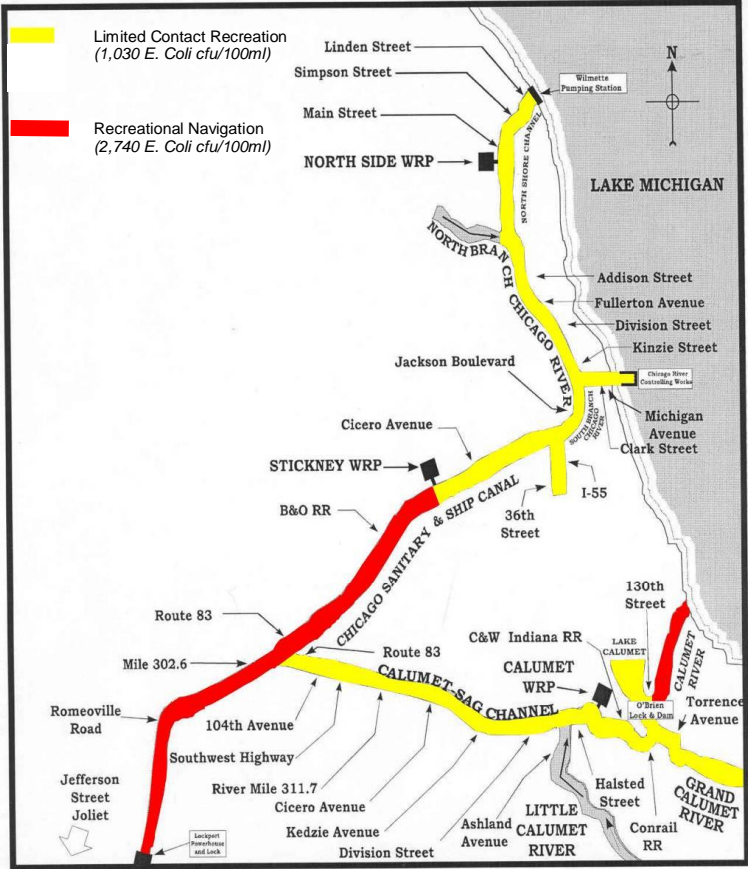 Limited Contact Recreation
(1,030 E. Coli cfu/100ml)
Recreational Navigation
(2,740 E. Coli cfu/100ml)
Linden Street
Simpson Street
Main Street
NORTH SIDE WRP
Wilmette
Pumping Station
N
NORTH SHORE CHANNEL
LAKE MICHIGAN
NORTH BRANCH CHICAGO RIVER
Addison Street
Fullerton Avenue
Division Street
Kinzie Street
Jackson Boulevard
Chicago River
Controlling Works
Michigan
Avenue
Clark Street
SOUTH BRANCH
CHICAGO
RIVER
Cicero Avenue
STICKNEY WRP
B&O RR
CHICAGO SANITARY & SHIP CANAL
I-55
36th
Street
Route 83
Mile 302.6
Romeoville
Road
Jefferson
Street
Joliet
Lockport
Powerhouse
and Lock
Route 83
CALUMET-SAG CHANNEL
104th Avenue
Southwest Highway
River Mile 311.7
Cicero Avenue
Kedzie Avenue
Division Street
Ashland
Avenue
LITTLE
CALUMET
RIVER
Halsted
Street
Conrail
RR
GRAND
CALUMET
RIVER
Torrence
Avenue
O'Brien
Lock & Dam
CALUMET
RIVER
130th
Street
LAKE
CALUMET
C&W Indiana RR
CALUMET
WRP